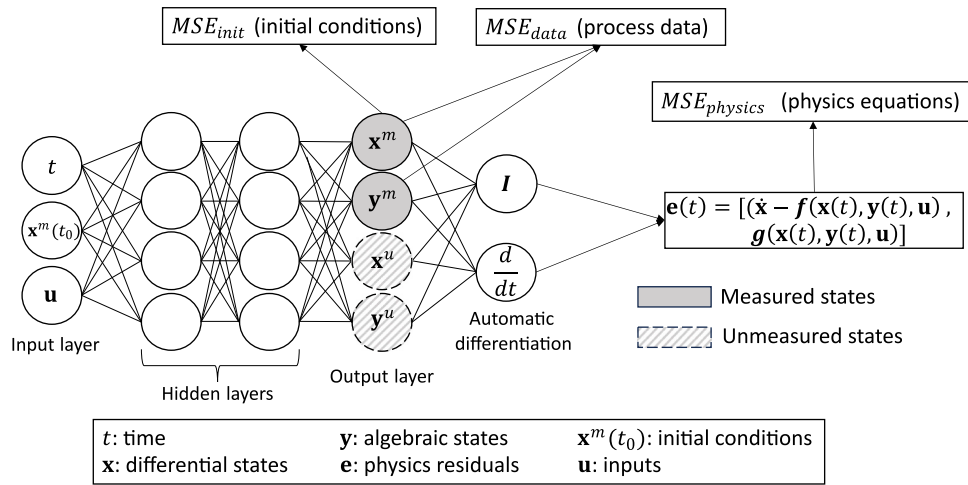 MSE_init (initial conditions)
MSE_data (process data)
MSE_physics (physics equations)
t
x^m(t_0)
u
Input layer
Hidden layers
x^m
y^m
x^u
y^u
Output layer
I
d/dt
Automatic
differentiation
e(t) = [(ẋ − f(x(t), y(t), u) ,
g(x(t), y(t), u)]
Measured states
Unmeasured states
t: time
y: algebraic states
x^m(t_0): initial conditions
x: differential states
e: physics residuals
u: inputs